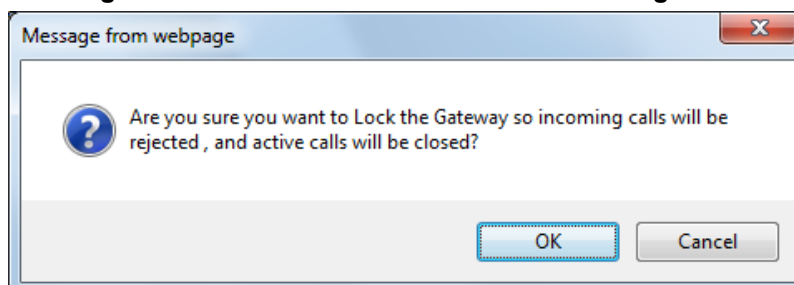 Message from webpage
Are you sure you want to Lock the Gateway so incoming calls will be
rejected , and active calls will be closed?
OK
Cancel